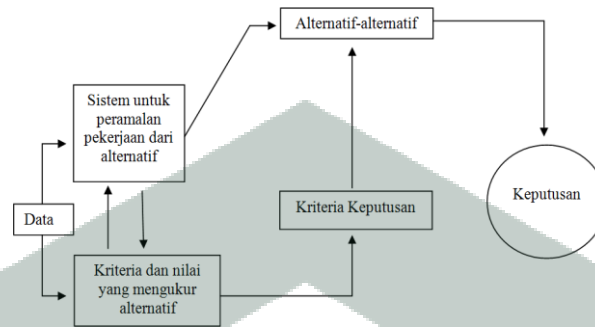 Alternatif-alternatif
Sistem untuk
peramalan
pekerjaan dari
alternatif
Keputusan
Kriteria Keputusan
Data
Kriteria dan nilai
yang mengukur
alternatif